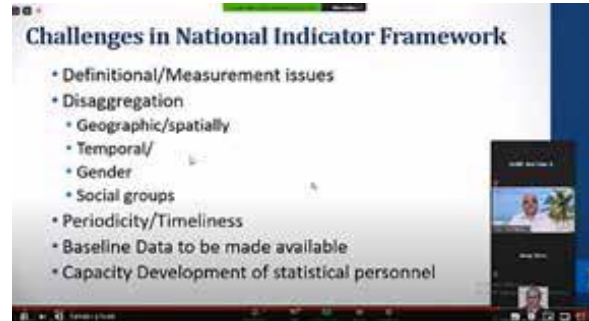 Challenges in National Indicator Framework
• Definitional/Measurement issues
• Disaggregation
• Geographic/spatially
• Temporal/
• Gender
• Social groups
• Periodicity/Timeliness
• Baseline Data to be made available
• Capacity Development of statistical personnel